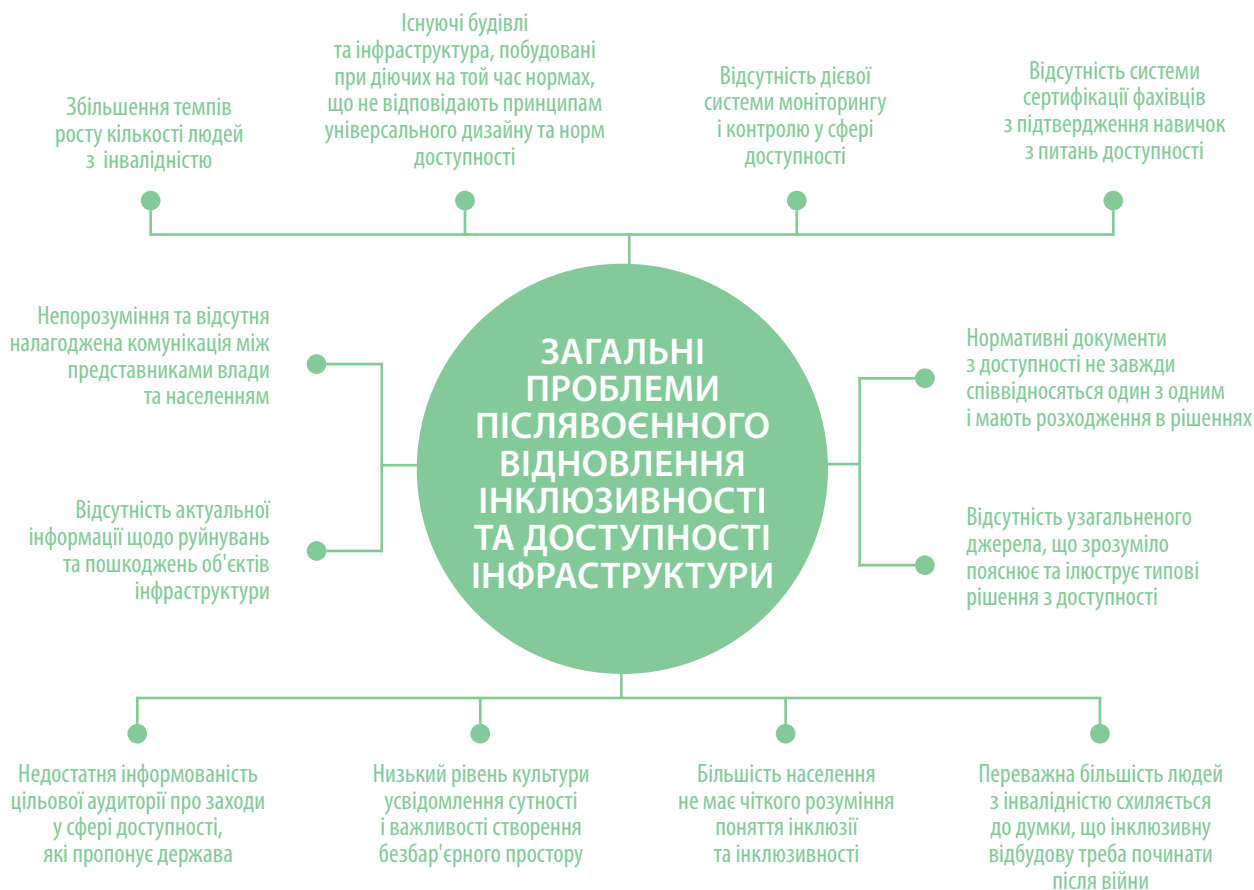 Збільшення темпів
росту кількості людей
з інвалідністю
Існуючі будівлі
та інфраструктура, побудовані
при діючих на той час нормах,
що не відповідають принципам
універсального дизайну та норм
доступності
Відсутність дієвої
системи моніторингу
і контролю у сфері
доступності
Відсутність системи
сертифікації фахівців
з підтвердження навичок
з питань доступності
Непорозуміння та відсутня
налагоджена комунікація між
представниками влади
та населенням
Відсутність актуальної
інформації щодо руйнувань
та пошкоджень об'єктів
інфраструктури
ЗАГАЛЬНІ
ПРОБЛЕМИ
ПІСЛЯВОЄННОГО
ВІДНОВЛЕННЯ
ІНКЛЮЗИВНОСТІ
ТА ДОСТУПНОСТІ
ІНФРАСТРУКТУРИ
Нормативні документи
з доступності не завжди
співвідносяться один з одним
і мають розходження в рішеннях
Відсутність узагальненого
джерела, що зрозуміло
пояснює та ілюструє типові
рішення з доступності
Недостатня інформованість
цільової аудиторії про заходи
у сфері доступності,
які пропонує держава
Низький рівень культури
усвідомлення сутності
і важливості створення
безбар'єрного простору
Більшість населення
не має чіткого розуміння
поняття інклюзії
та інклюзивності
Переважна більшість людей
з інвалідністю схиляється
до думки, що інклюзивну
відбудову треба починати
після війни